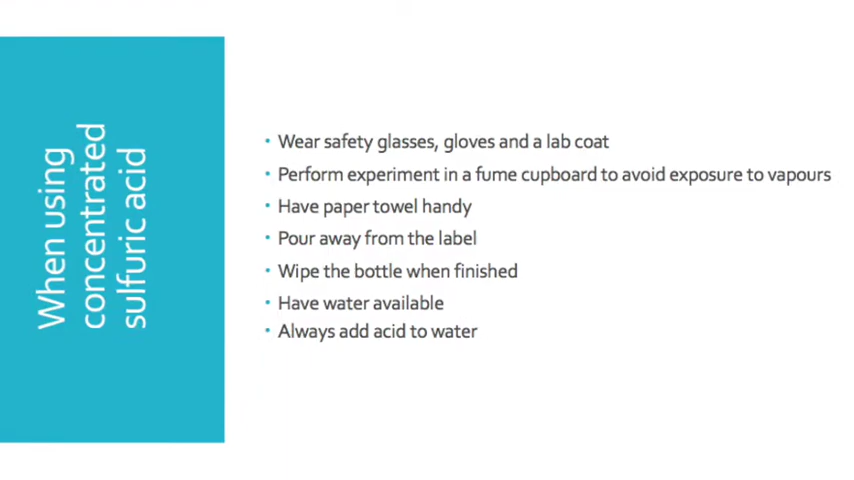 When using
concentrated
sulfuric acid
• Wear safety glasses, gloves and a lab coat
• Perform experiment in a fume cupboard to avoid exposure to vapours
• Have paper towel handy
• Pour away from the label
• Wipe the bottle when finished
• Have water available
• Always add acid to water